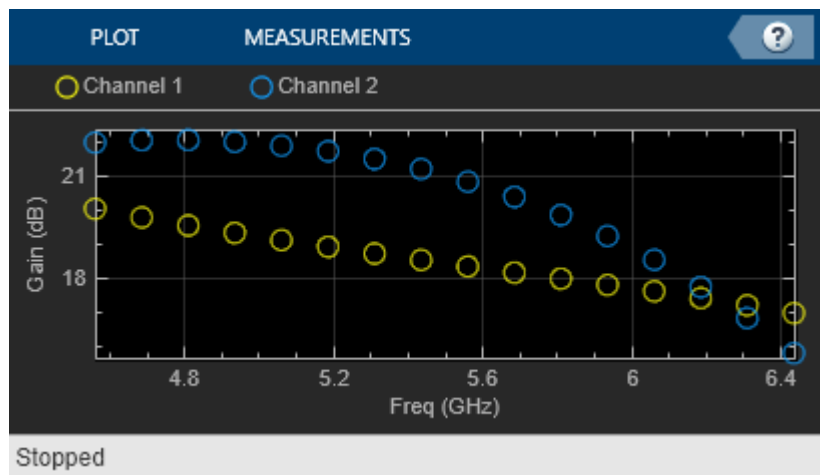 PLOT MEASUREMENTS ?
Channel 1 Channel 2
Gain (dB)
21
18
4.8 5.2 5.6 6 6.4
Freq (GHz)
Stopped